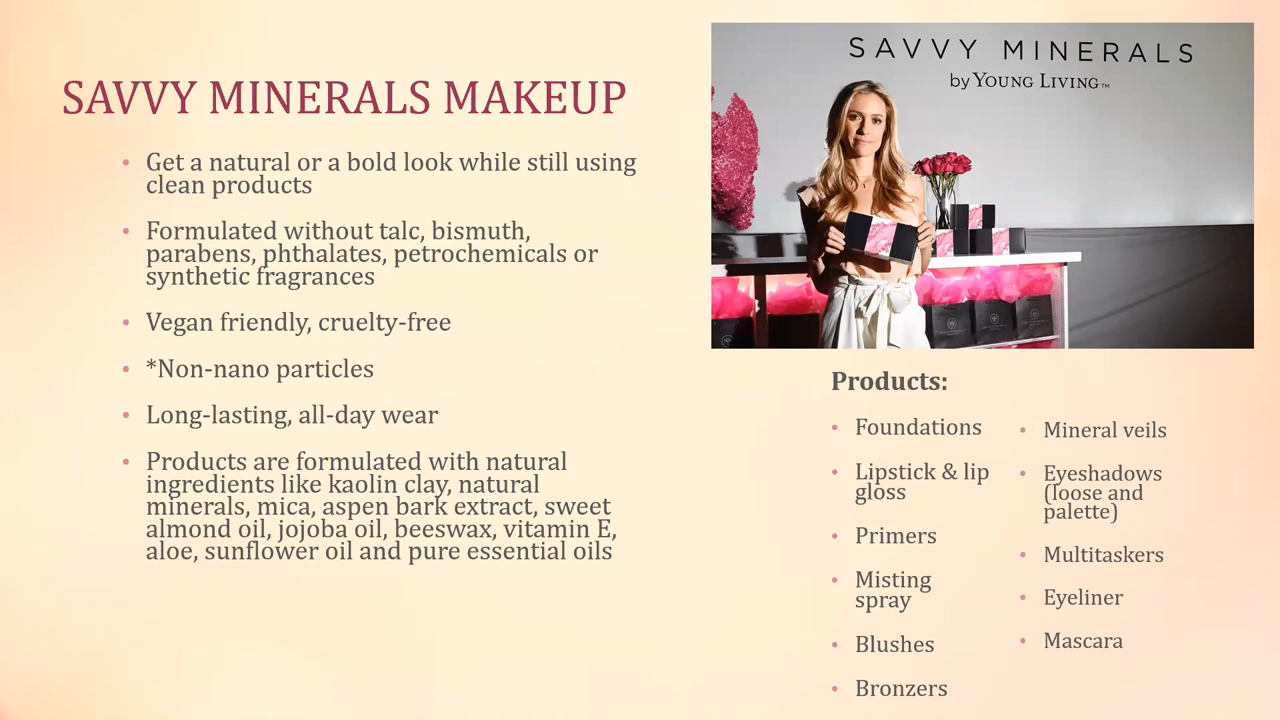 SAVVY MINERALS MAKEUP
• Get a natural or a bold look while still using
clean products
• Formulated without talc, bismuth,
parabens, phthalates, petrochemicals or
synthetic fragrances
• Vegan friendly, cruelty-free
• *Non-nano particles
• Long-lasting, all-day wear
• Products are formulated with natural
ingredients like kaolin clay, natural
minerals, mica, aspen bark extract, sweet
almond oil, jojoba oil, beeswax, vitamin E,
aloe, sunflower oil and pure essential oils
SAVVY MINERALS
by YOUNG LIVING™
Products:
• Foundations
• Lipstick & lip
gloss
• Primers
• Misting
spray
• Blushes
• Bronzers
• Mineral veils
• Eyeshadows
(loose and
palette)
• Multitaskers
• Eyeliner
• Mascara